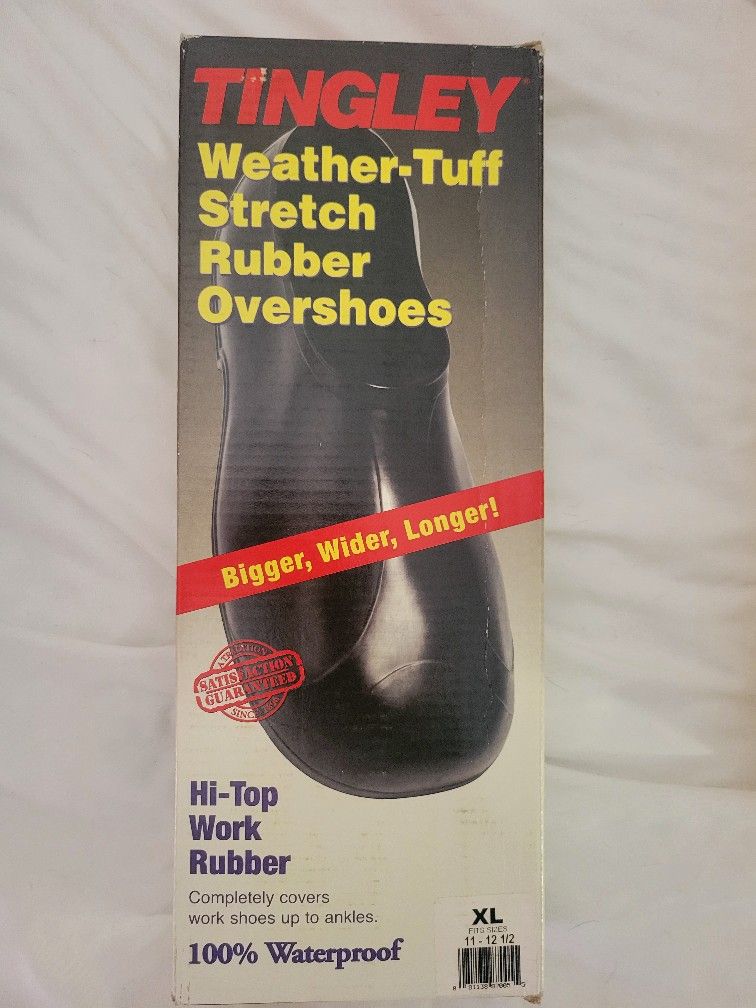 TINGLEY
Weather-Tuff
Stretch
Rubber
Overshoes
Bigger, Wider, Longer!
SATISFACTION
GUARANTEED
Hi-Top
Work
Rubber
Completely covers
work shoes up to ankles.
100% Waterproof
XL
FITS SIZES
11 - 12 1/2